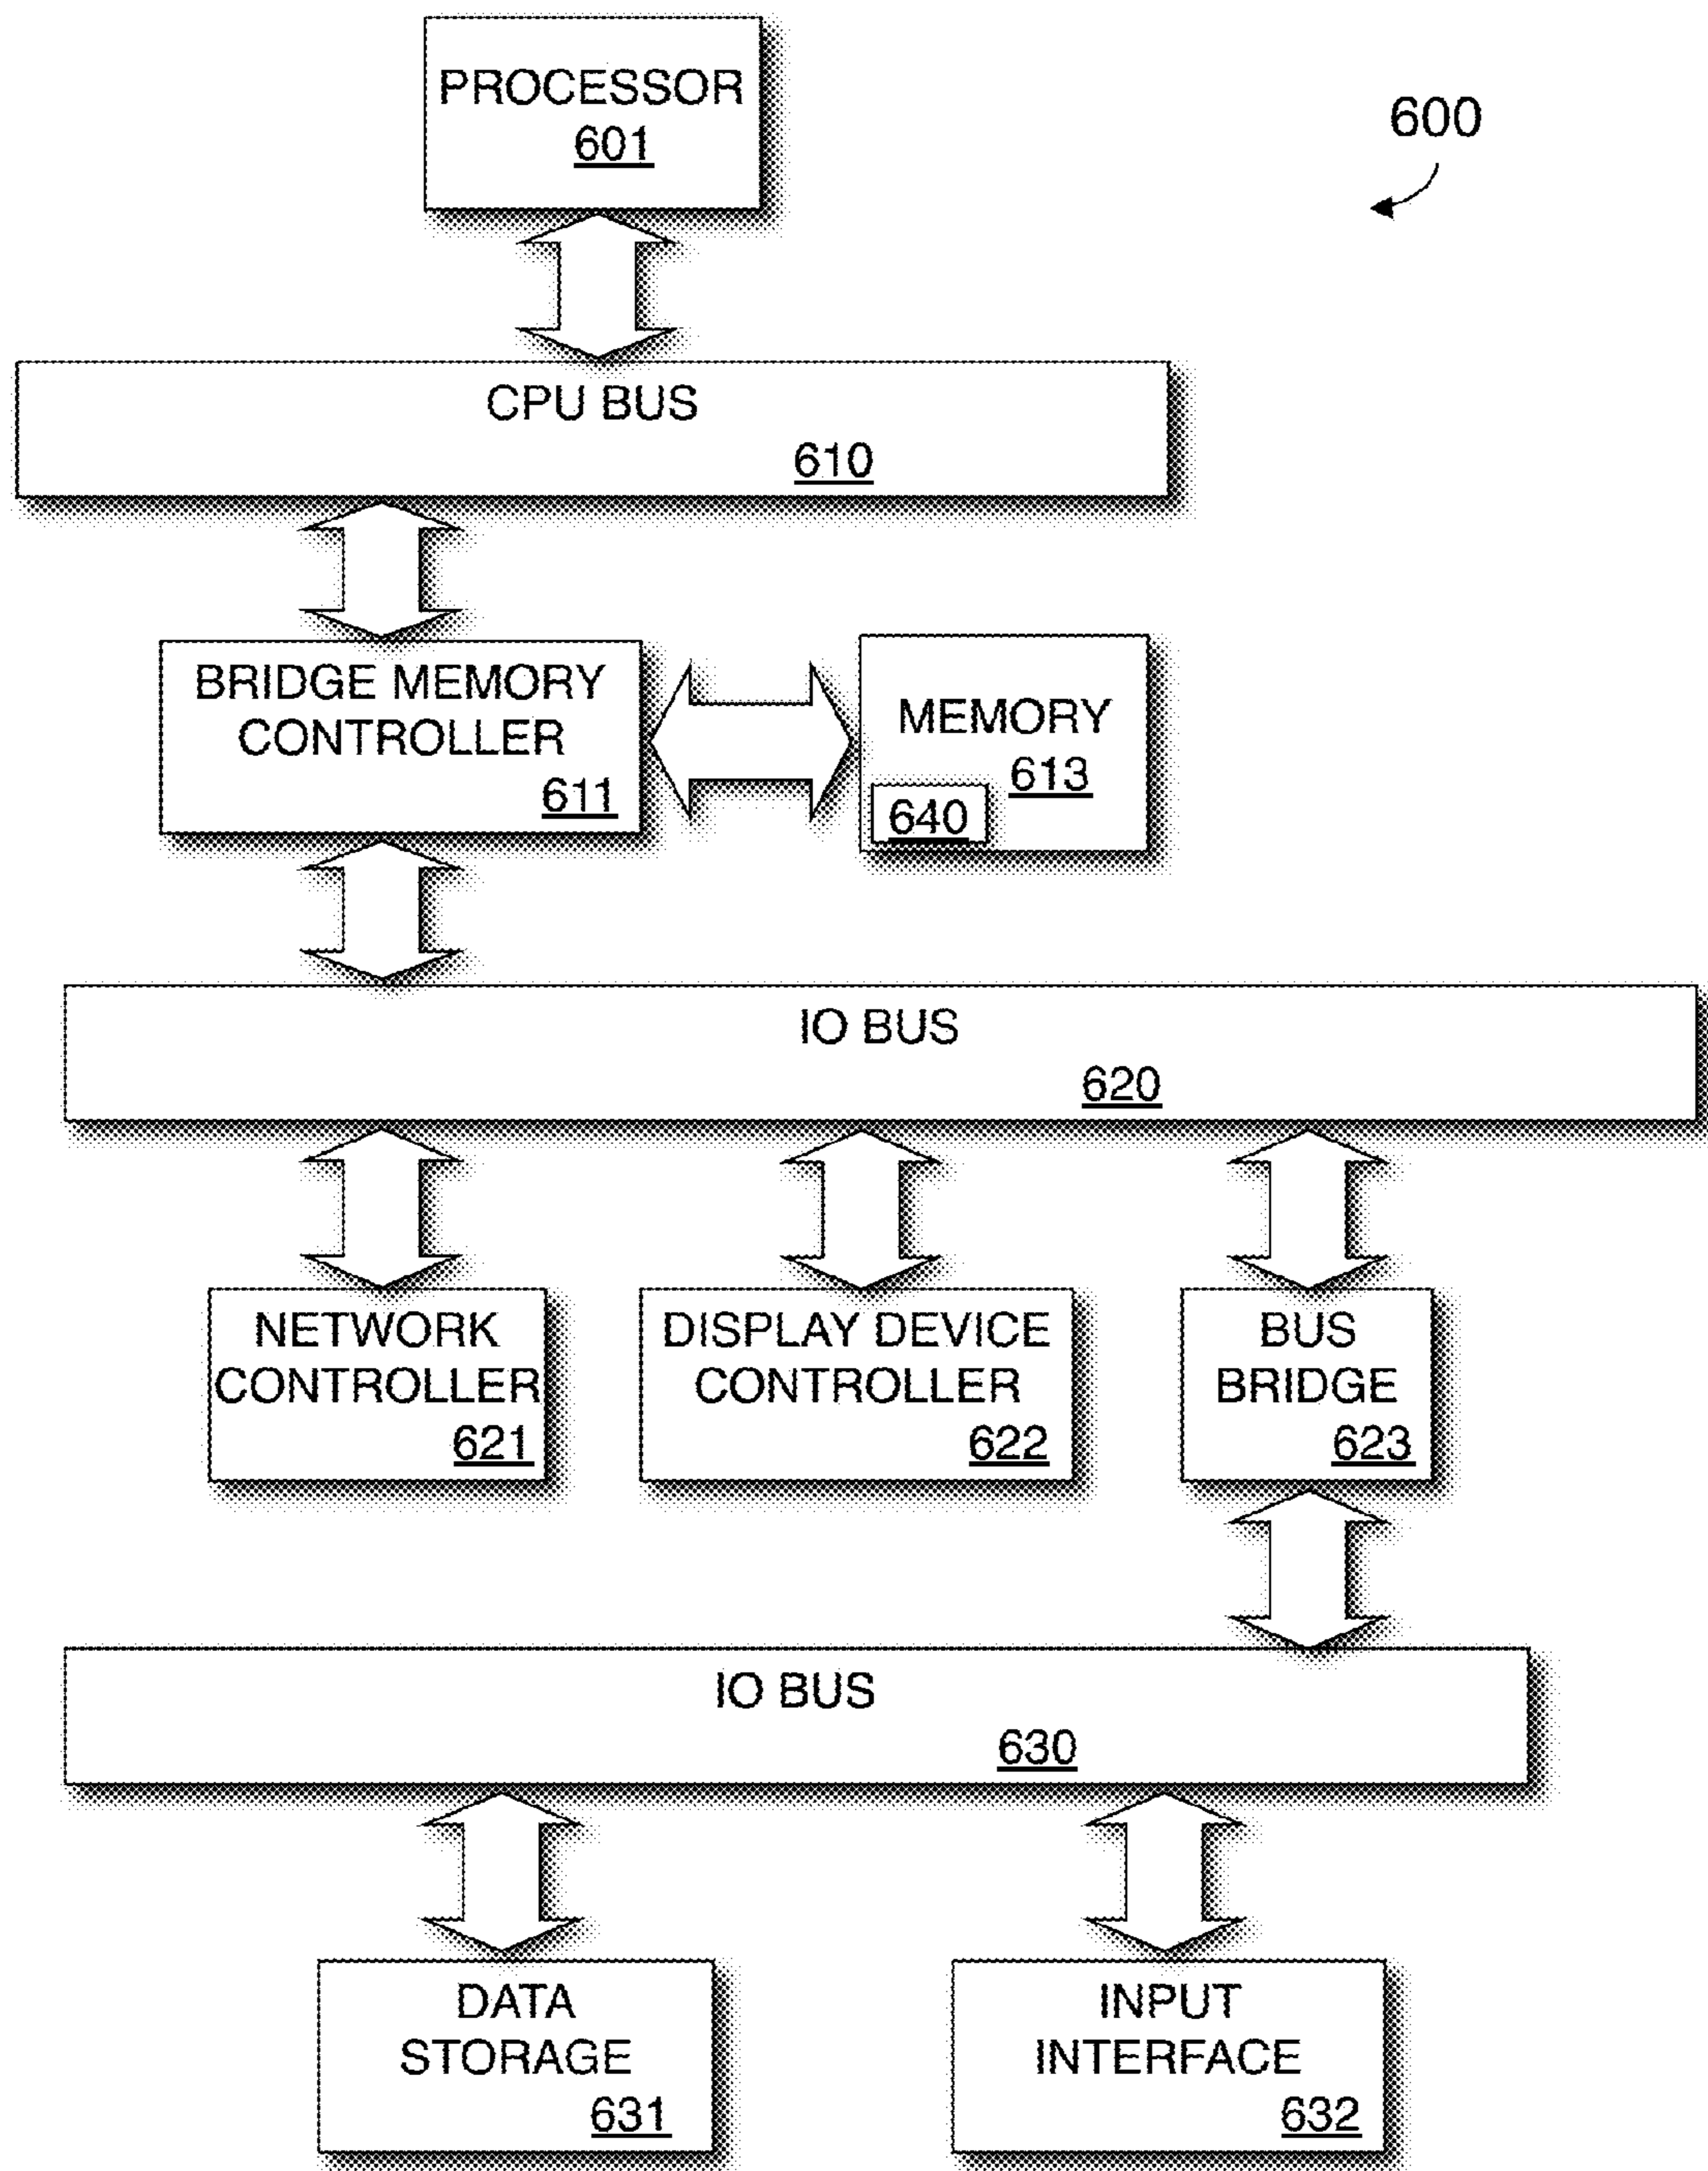 PROCESSOR
601
600
CPU BUS
610
BRIDGE MEMORY
CONTROLLER
611
MEMORY
613
640
IO BUS
620
NETWORK
CONTROLLER
621
DISPLAY DEVICE
CONTROLLER
622
BUS
BRIDGE
623
IO BUS
630
DATA
STORAGE
631
INPUT
INTERFACE
632